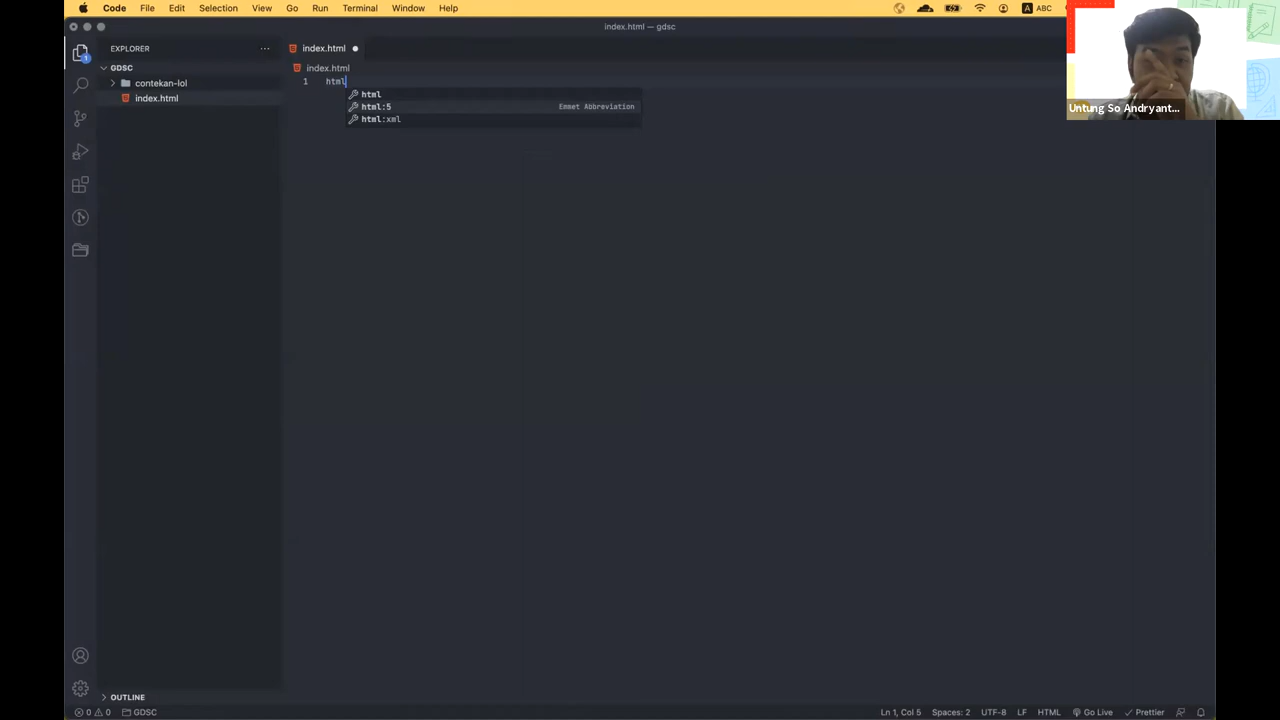 Code File Edit Selection View Go Run Terminal Window Help ABC
index.html — gdsc
EXPLORER
index.html
GDSC
index.html
contekan-lol
1 html
html
index.html
html:5 Emmet Abbreviation
html:xml
Untung So Andryant...
OUTLINE
0 0 GDSC Ln 1, Col 5 Spaces: 2 UTF-8 LF HTML Go Live Prettier